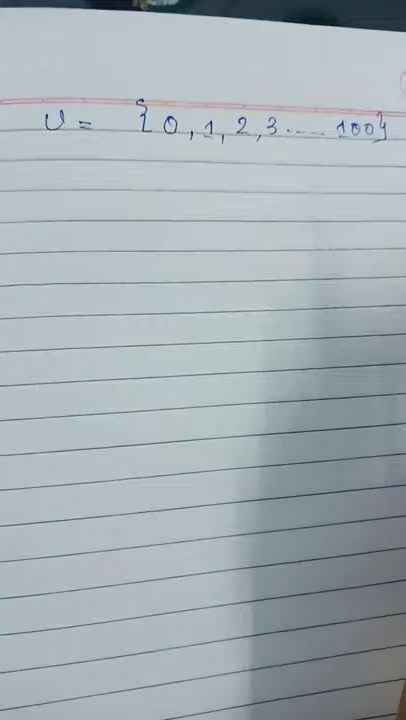 U = { 0, 1, 2, 3 ..... 100}